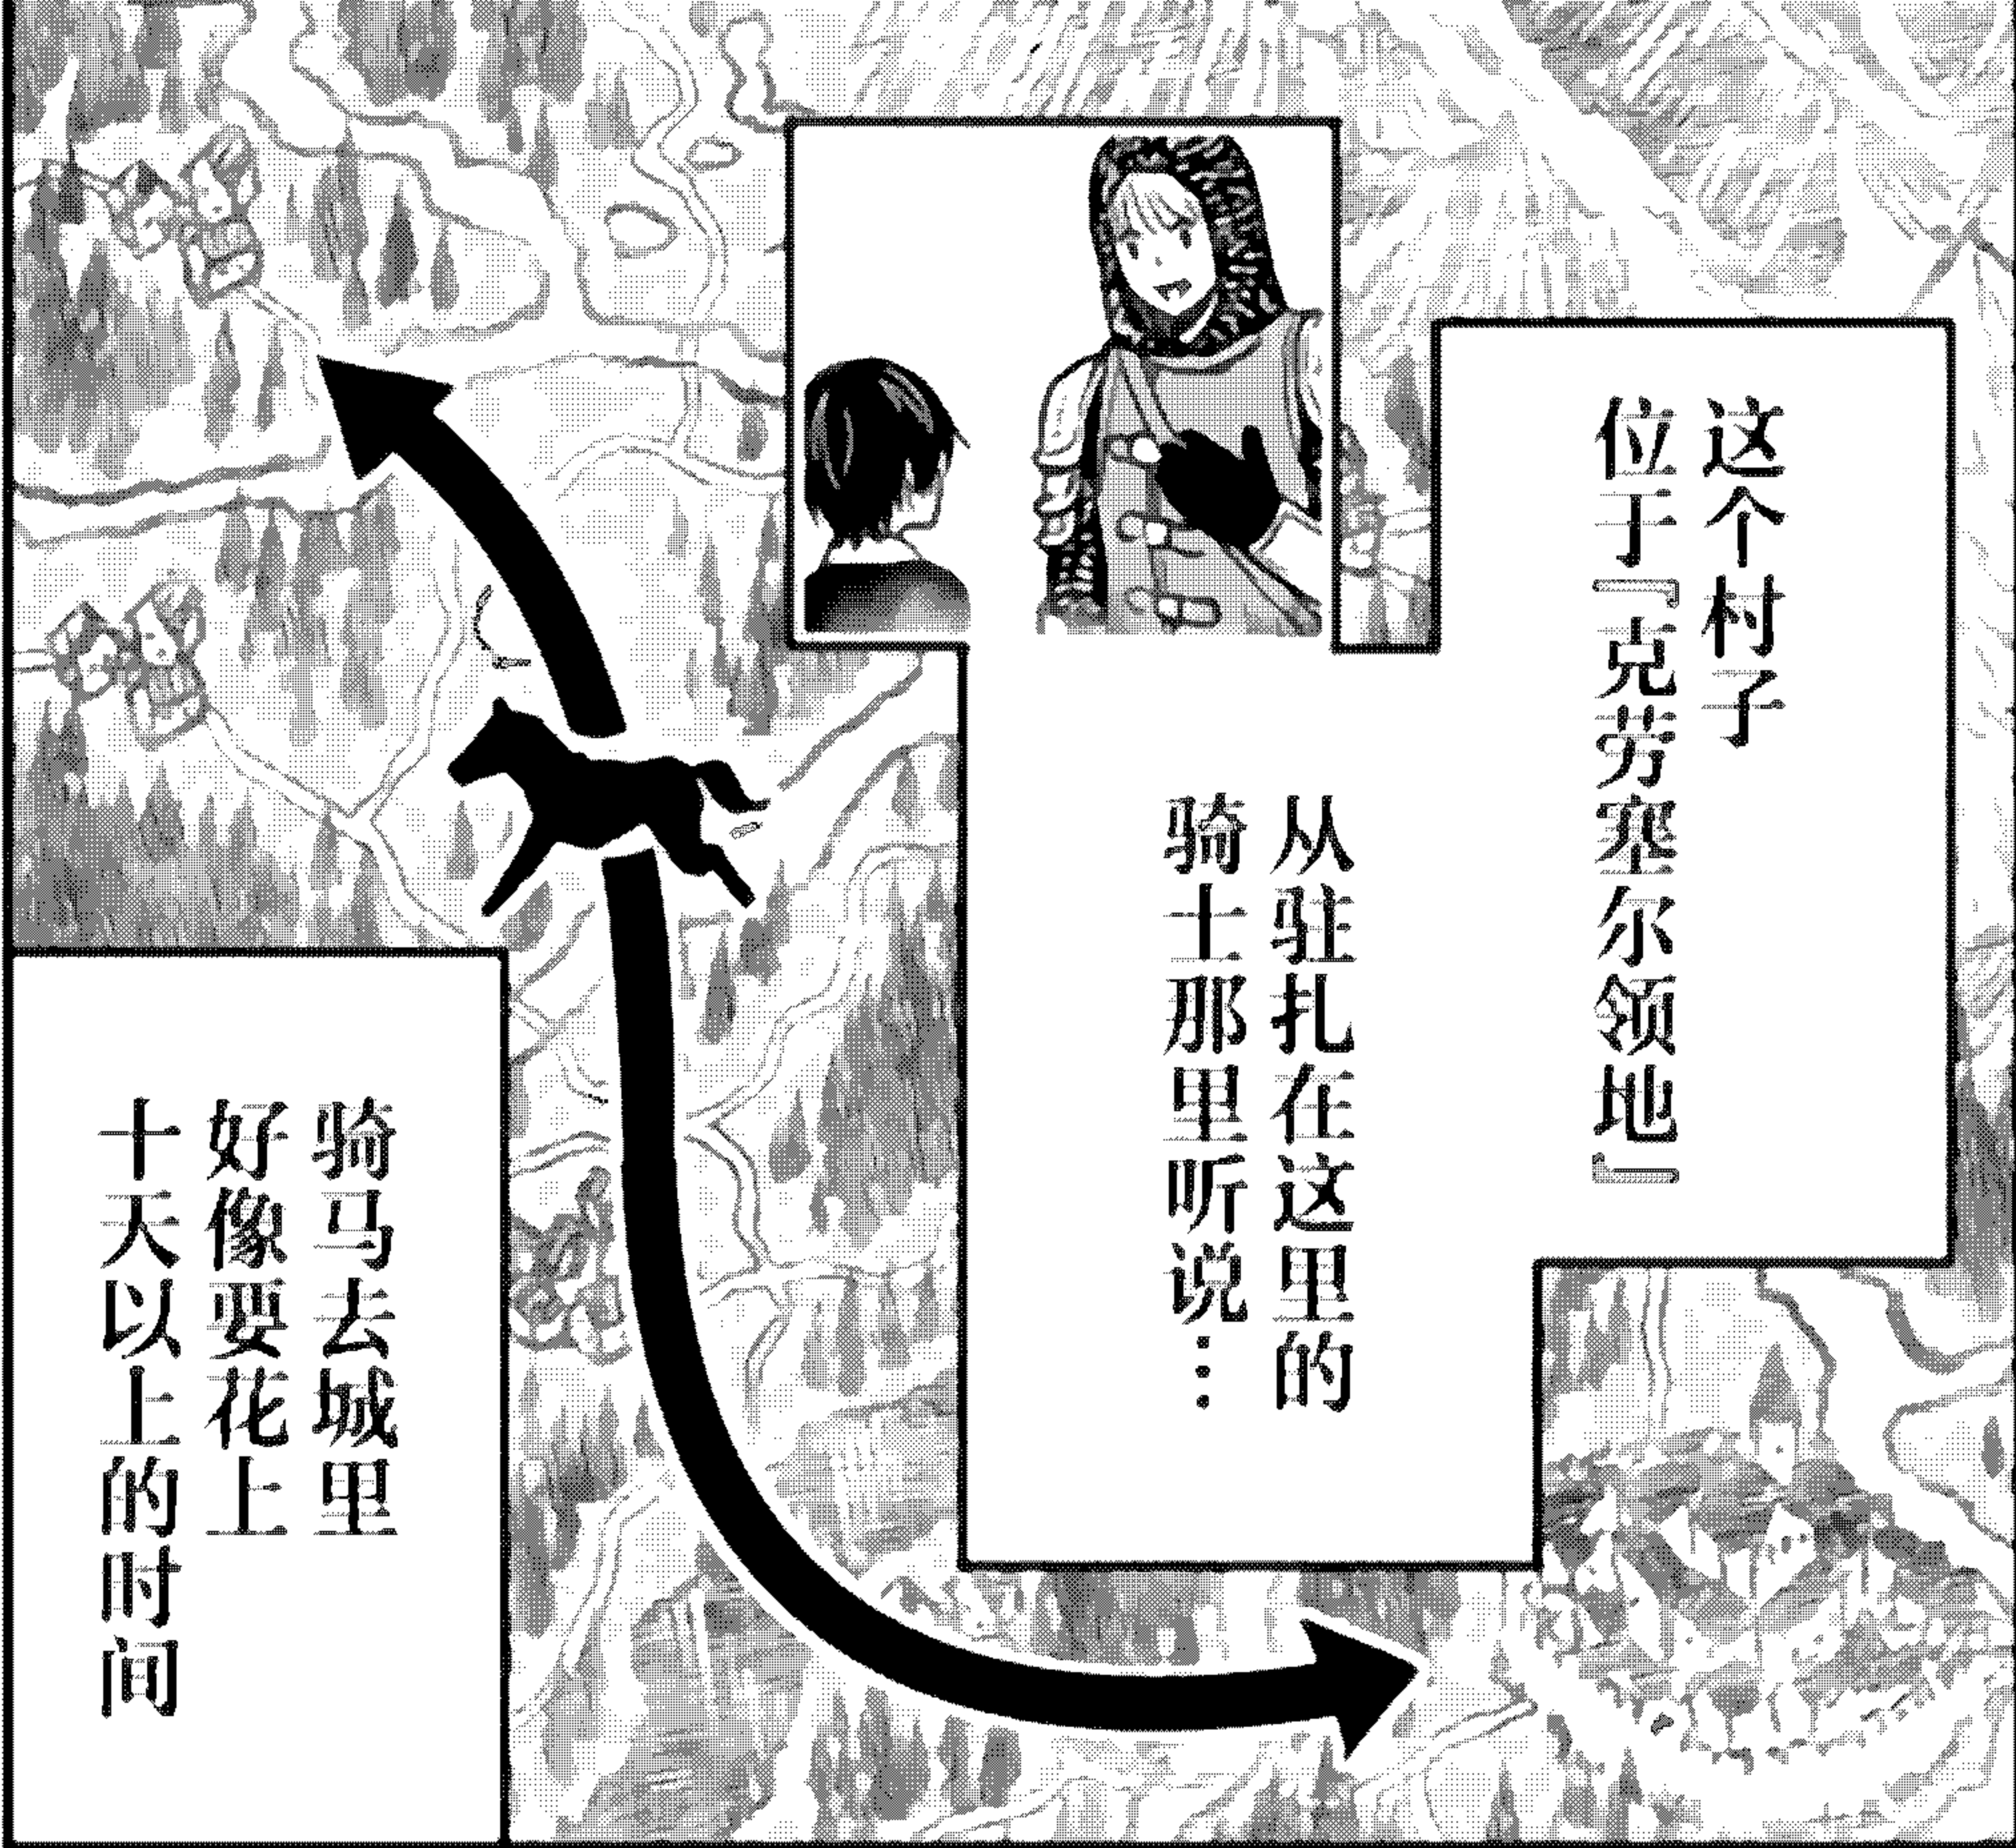 这个村子
位于『克劳塞尔领地』
从驻扎在这里的
骑士那里听说…
骑马去城里
好像要花上
十天以上的时间